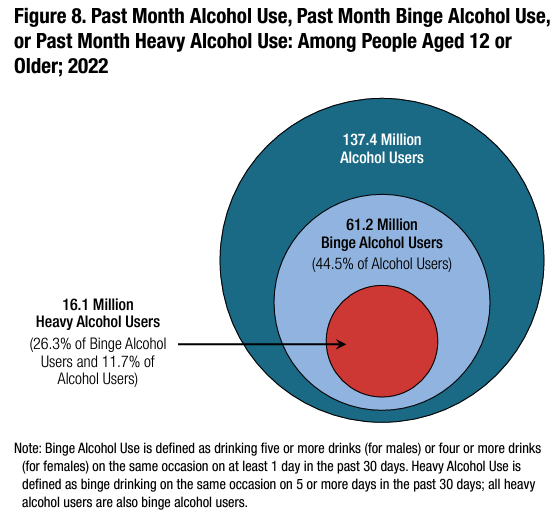 Figure 8. Past Month Alcohol Use, Past Month Binge Alcohol Use,
or Past Month Heavy Alcohol Use: Among People Aged 12 or
Older; 2022
137.4 Million
Alcohol Users
61.2 Million
Binge Alcohol Users
(44.5% of Alcohol Users)
16.1 Million
Heavy Alcohol Users
(26.3% of Binge Alcohol
Users and 11.7% of
Alcohol Users)
Note: Binge Alcohol Use is defined as drinking five or more drinks (for males) or four or more drinks
(for females) on the same occasion on at least 1 day in the past 30 days. Heavy Alcohol Use is
defined as binge drinking on the same occasion on 5 or more days in the past 30 days; all heavy
alcohol users are also binge alcohol users.